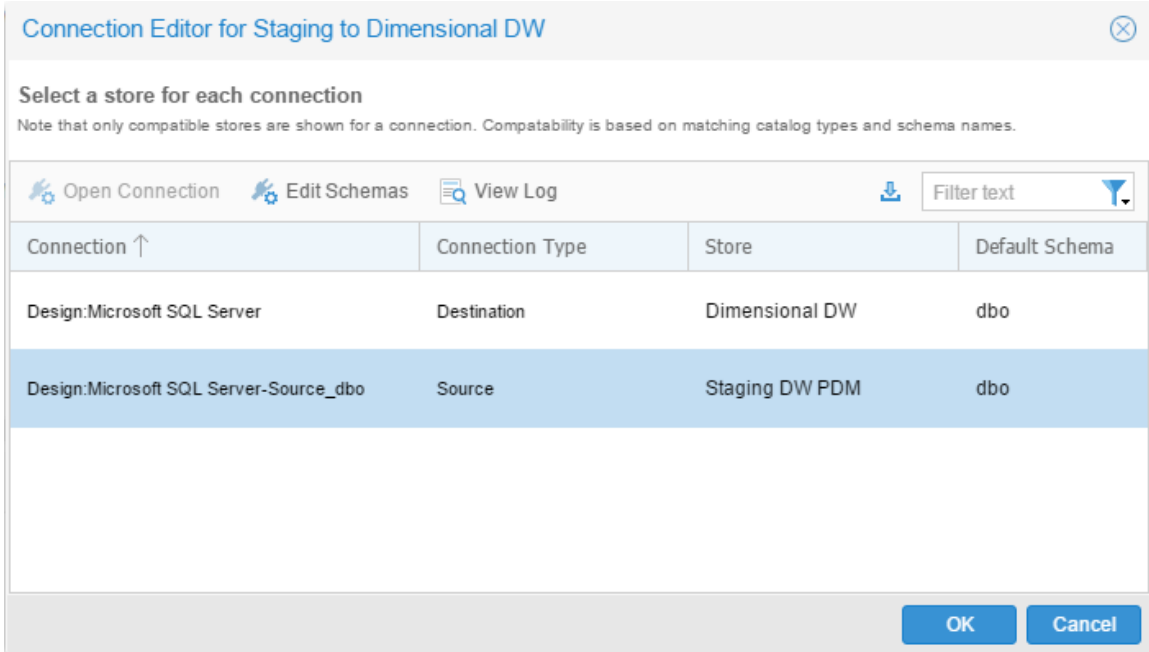 Connection Editor for Staging to Dimensional DW
Select a store for each connection
Note that only compatible stores are shown for a connection. Compatability is based on matching catalog types and schema names.
Open Connection Edit Schemas View Log Filter text
Connection ↑ Connection Type Store Default Schema
Design:Microsoft SQL Server Destination Dimensional DW dbo
Design:Microsoft SQL Server-Source_dbo Source Staging DW PDM dbo
OK Cancel